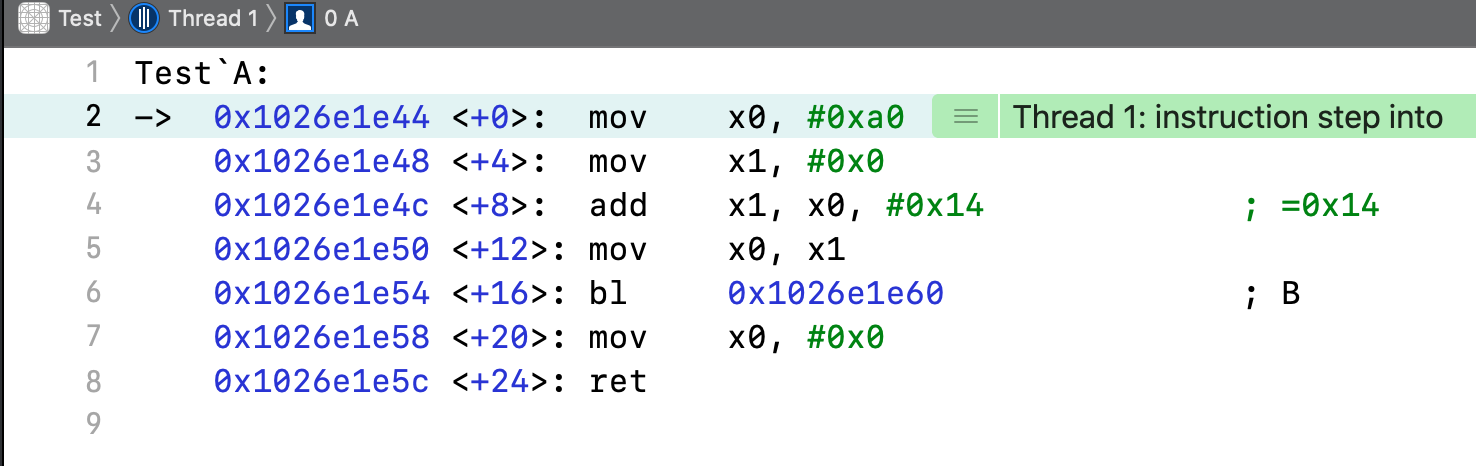 Test 〉 Thread 1 〉 0 A
1 Test`A:
2 -> 0x1026e1e44 <+0>: mov x0, #0xa0 Thread 1: instruction step into
3 0x1026e1e48 <+4>: mov x1, #0x0
4 0x1026e1e4c <+8>: add x1, x0, #0x14 ; =0x14
5 0x1026e1e50 <+12>: mov x0, x1
6 0x1026e1e54 <+16>: bl 0x1026e1e60 ; B
7 0x1026e1e58 <+20>: mov x0, #0x0
8 0x1026e1e5c <+24>: ret
9